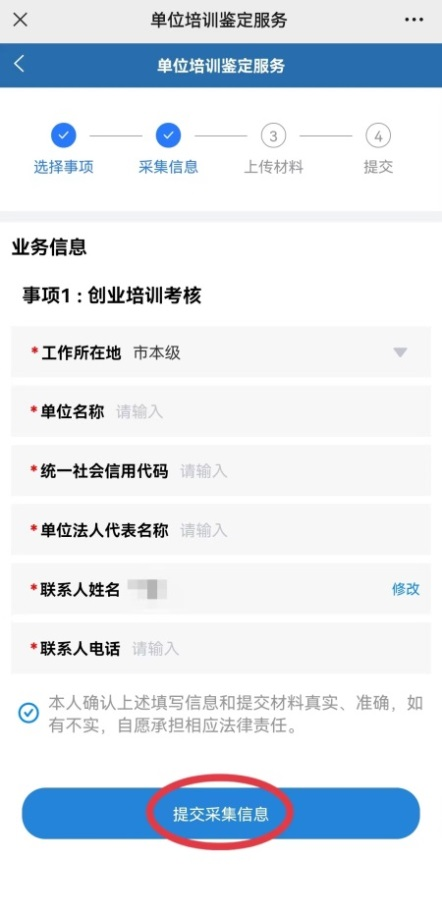 单位培训鉴定服务
单位培训鉴定服务
3 4
选择事项 采集信息 上传材料 提交
业务信息
事项1：创业培训考核
*工作所在地 市本级
*单位名称 请输入
*统一社会信用代码 请输入
*单位法人代表名称 请输入
*联系人姓名 修改
*联系人电话 请输入
本人确认上述填写信息和提交材料真实、准确，如
有不实，自愿承担相应法律责任。
提交采集信息